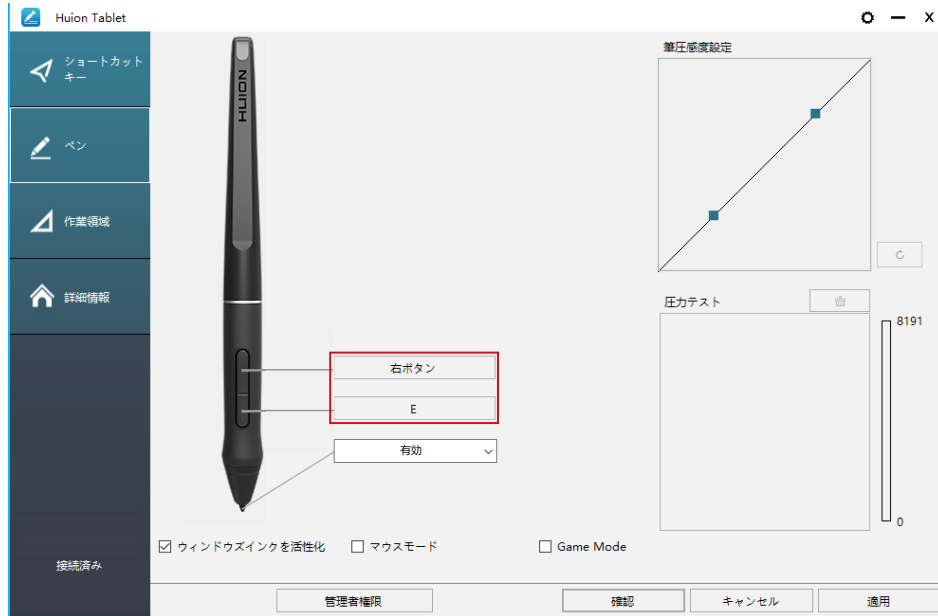 Huion Tablet
X
ショートカット
キー
ペン
作業領域
詳細情報
接続済み
HUION
右ボタン
E
有効
筆圧感度設定
圧力テスト
8191
0
ウィンドウズインクを活性化
マウスモード
Game Mode
管理者権限
確認
キャンセル
適用